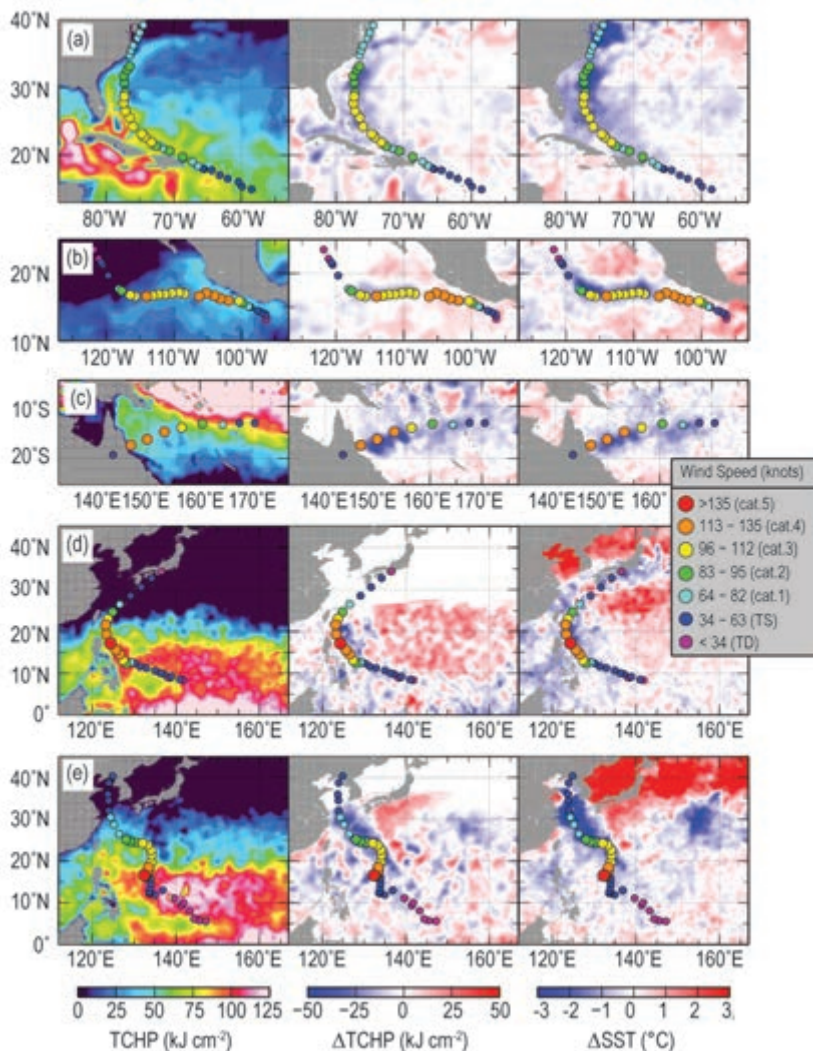 (a)
40°N
30°N
20°N
80°W 70°W 60°W 80°W 70°W 60°W 80°W 70°W 60°W
(b)
20°N
10°N
120°W 110°W 100°W 120°W 110°W 100°W 120°W 110°W 100°W
(c)
10°S
20°S
140°E 150°E 160°E 170°E 140°E 150°E 160°E 170°E 140°E 150°E 160°
Wind Speed (knots)
>135 (cat.5)
113 – 135 (cat.4)
96 – 112 (cat.3)
83 – 95 (cat.2)
64 – 82 (cat.1)
34 – 63 (TS)
< 34 (TD)
(d)
40°N
30°N
20°N
10°N
0°
120°E 140°E 160°E 120°E 140°E 160°E 120°E 140°E 160°E
(e)
40°N
30°N
20°N
10°N
0°
120°E 140°E 160°E 120°E 140°E 160°E 120°E 140°E 160°E
0 25 50 75 100 125 −50 −25 0 25 50 -3 -2 -1 0 1 2 3
TCHP (kJ cm⁻²) ΔTCHP (kJ cm⁻²) ΔSST (°C)